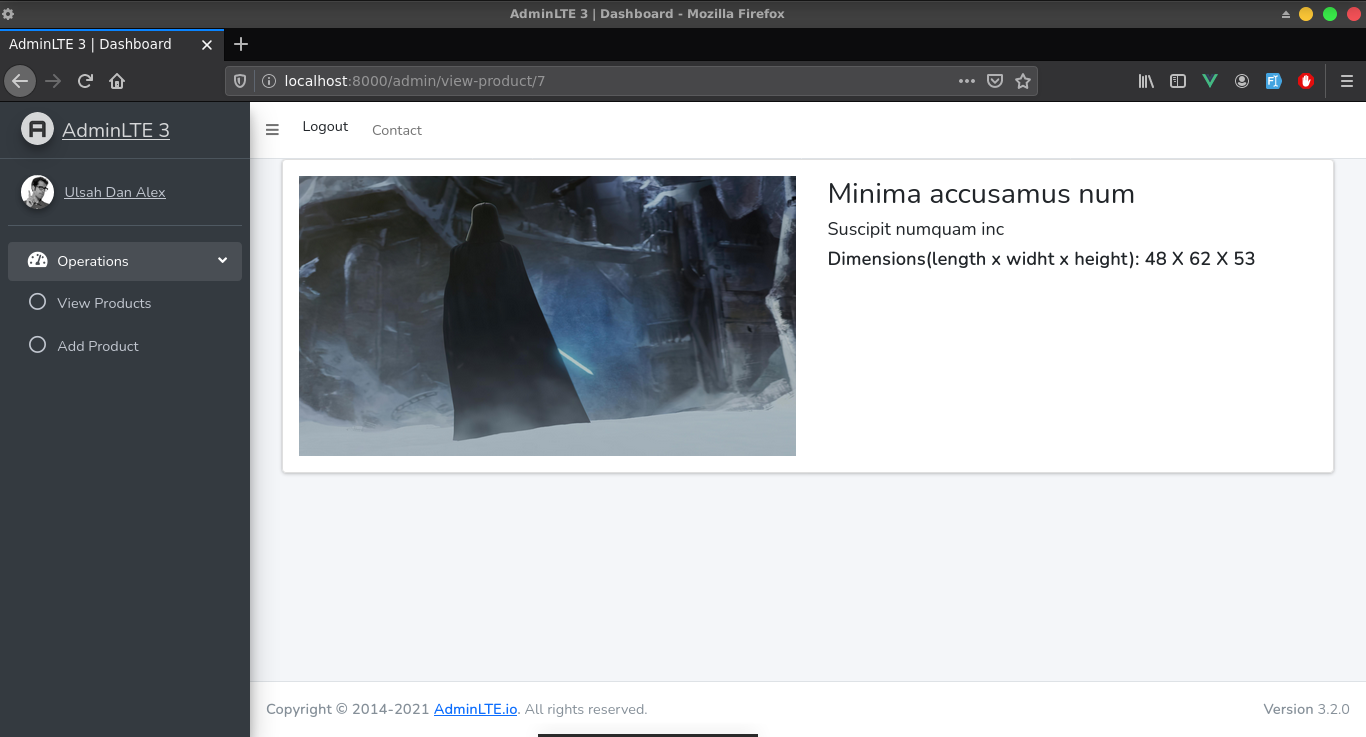 AdminLTE 3 | Dashboard - Mozilla Firefox
AdminLTE 3 | Dashboard
localhost:8000/admin/view-product/7
AdminLTE 3
Logout
Contact
Ulsah Dan Alex
Operations
View Products
Add Product
Minima accusamus num
Suscipit numquam inc
Dimensions(length x widht x height): 48 X 62 X 53
Copyright © 2014-2021 AdminLTE.io. All rights reserved.
Version 3.2.0